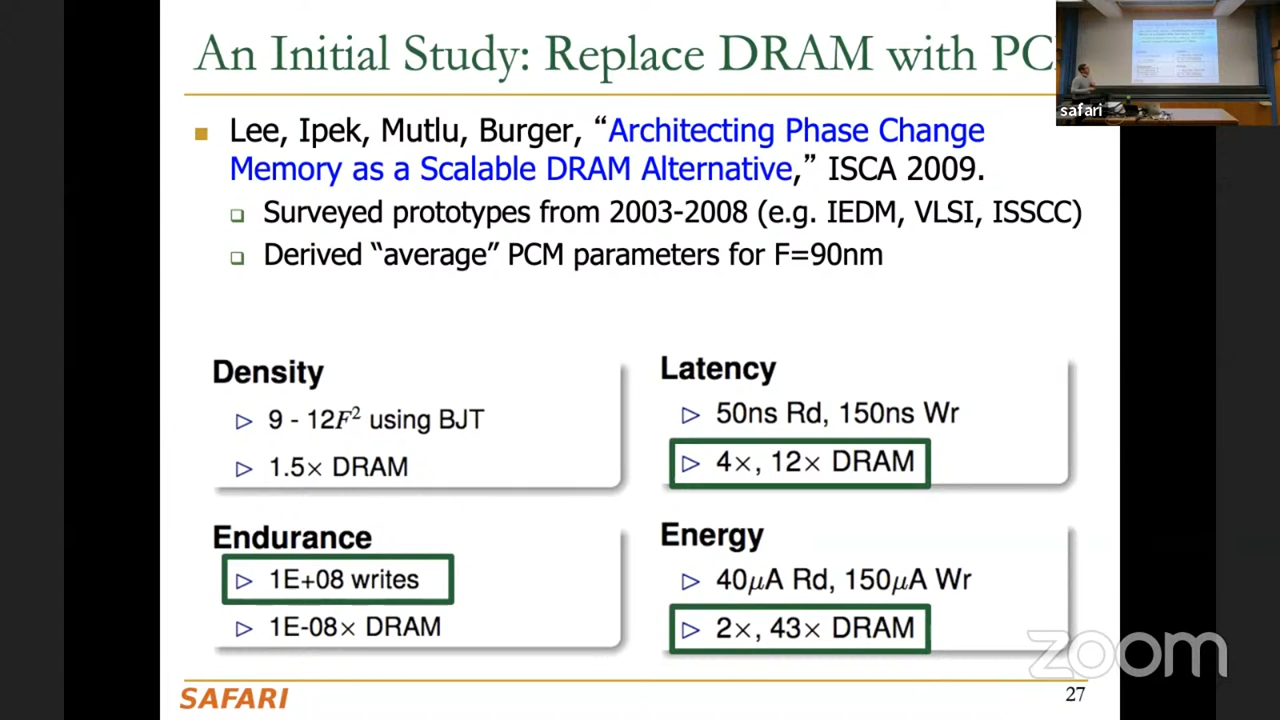 An Initial Study: Replace DRAM with PC
safari
Lee, Ipek, Mutlu, Burger, “Architecting Phase Change
Memory as a Scalable DRAM Alternative,” ISCA 2009.
Surveyed prototypes from 2003-2008 (e.g. IEDM, VLSI, ISSCC)
Derived “average” PCM parameters for F=90nm
Density
▷ 9 - 12F² using BJT
▷ 1.5× DRAM
Latency
▷ 50ns Rd, 150ns Wr
▷ 4×, 12× DRAM
Endurance
▷ 1E+08 writes
▷ 1E-08× DRAM
Energy
▷ 40μA Rd, 150μA Wr
▷ 2×, 43× DRAM
zoom
SAFARI
27